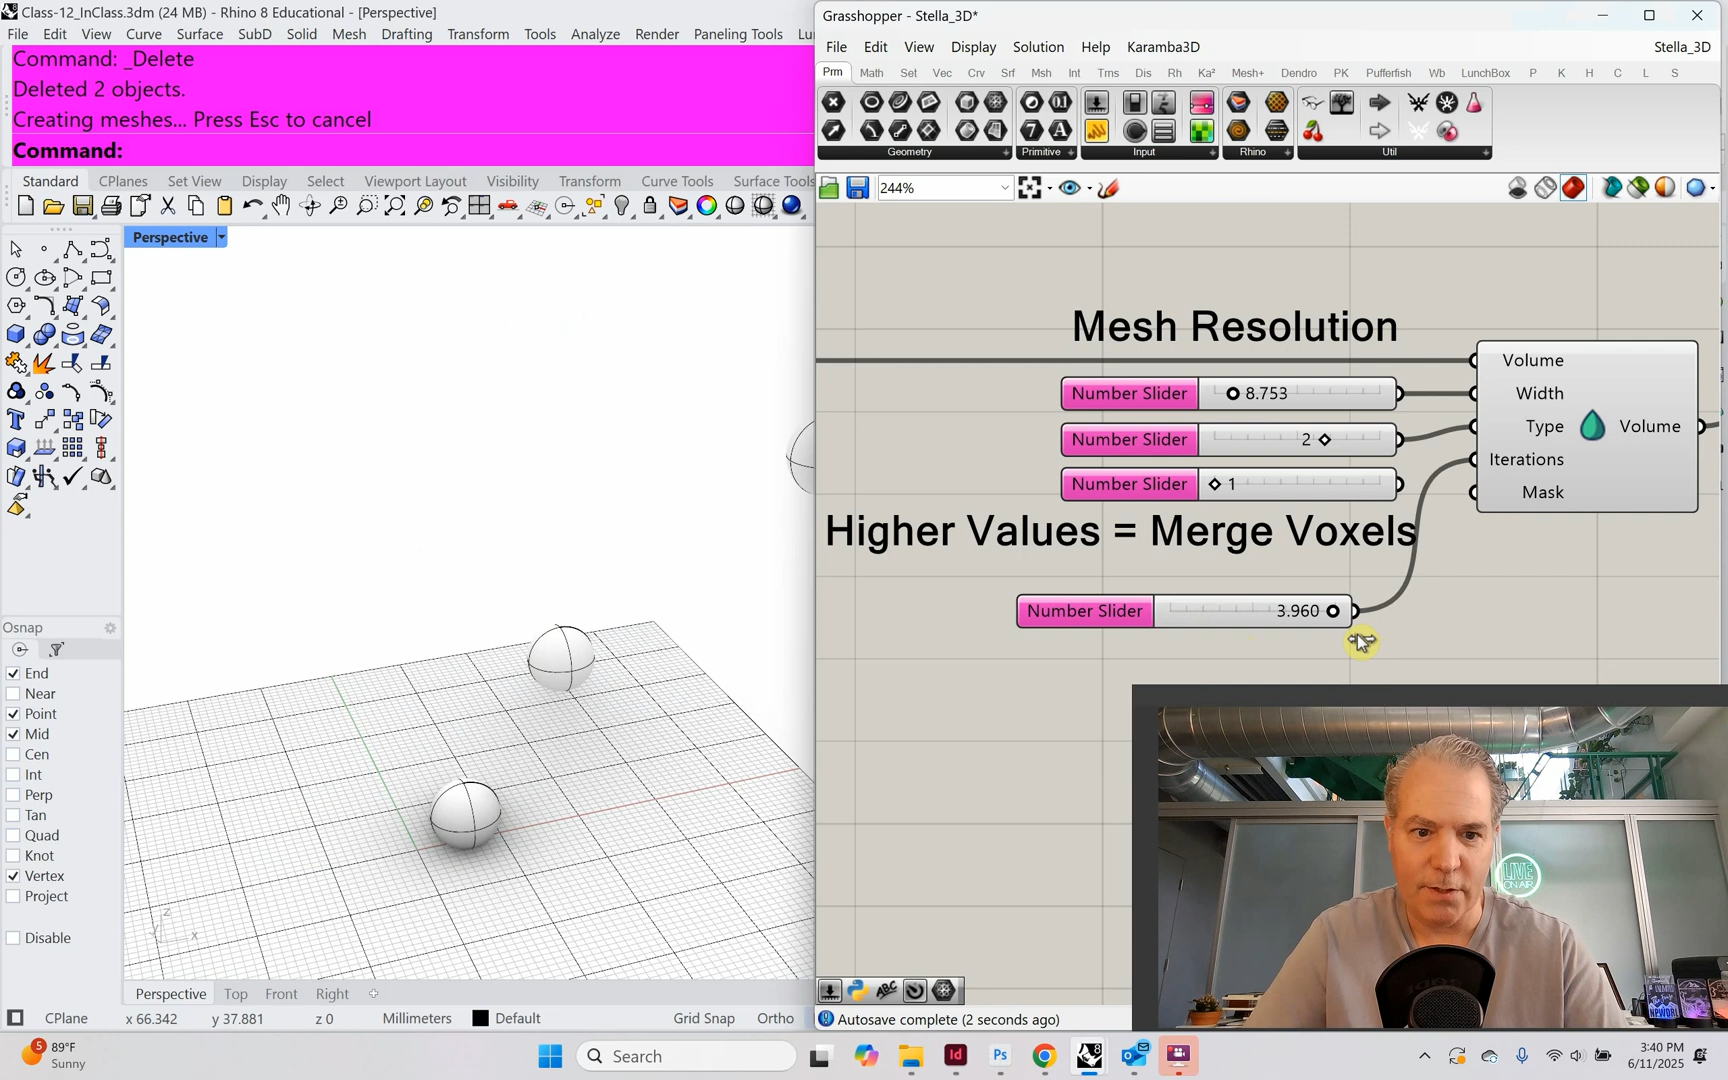 Class-12_InClass.3dm (24 MB) - Rhino 8 Educational - [Perspective]
File Edit View Curve Surface SubD Solid Mesh Drafting Transform Tools Analyze Render Paneling Tools Lu
Command: _Delete
Deleted 2 objects.
Creating meshes... Press Esc to cancel
Command:
Standard CPlanes Set View Display Select Viewport Layout Visibility Transform Curve Tools Surface Tools
Perspective
Osnap
End
Near
Point
Mid
Cen
Int
Perp
Tan
Quad
Knot
Vertex
Project
Disable
z
y x
Perspective Top Front Right
CPlane x 66.342 y 37.881 z 0 Millimeters Default Grid Snap Ortho
Grasshopper - Stella_3D*
File Edit View Display Solution Help Karamba3D Stella_3D
Prm Math Set Vec Crv Srf Msh Int Trns Dis Rh Ka² Mesh+ Dendro PK Pufferfish Wb LunchBox P K H C L S
Geometry Primitive Input Rhino Util
244%
Mesh Resolution
Number Slider 8.753
Number Slider 2
Number Slider 1
Volume
Width
Type
Iterations
Mask
Volume
Higher Values = Merge Voxels
Number Slider 3.960
LIVE
ON AIR
Autosave complete (2 seconds ago)
5
89°F
Sunny
Search
3:40 PM
6/11/2025